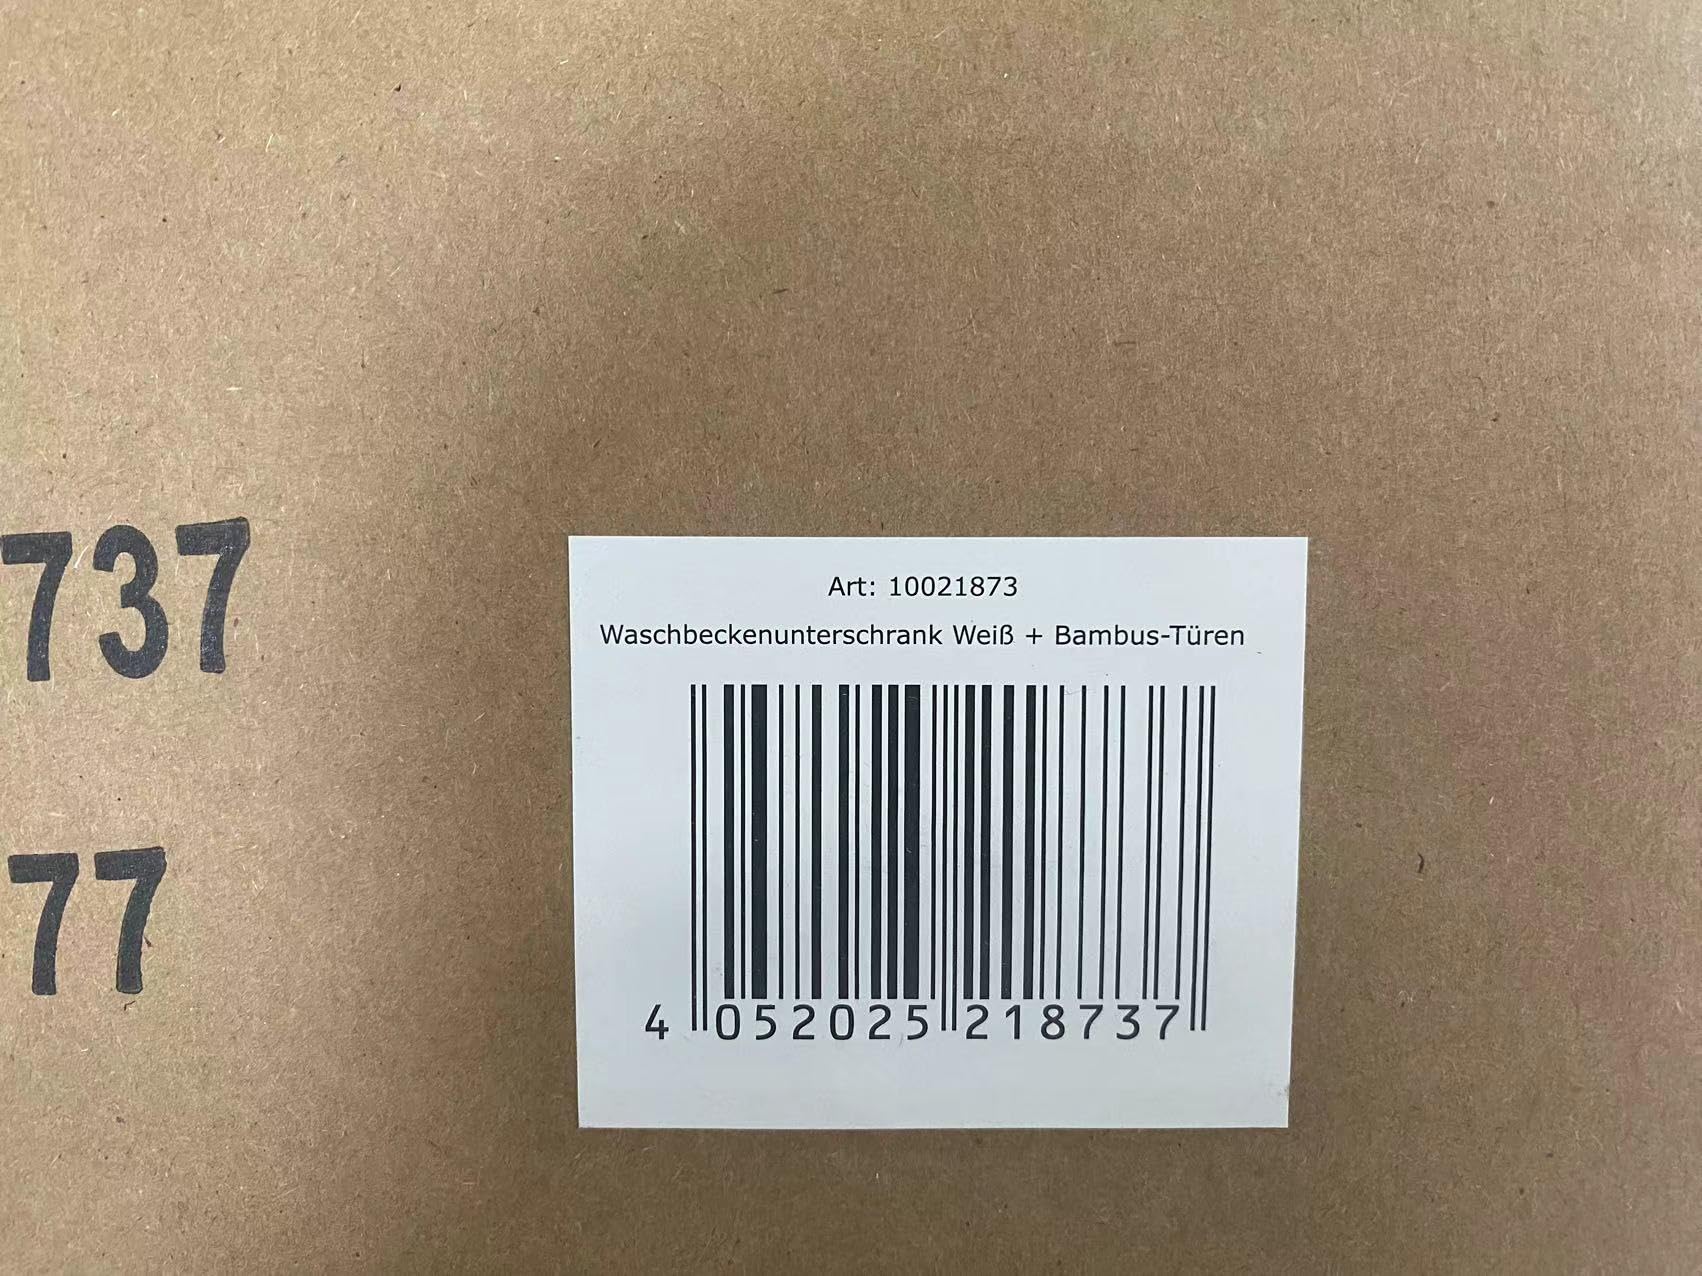 737
77
Art: 10021873
Waschbeckenunterschrank Weiß + Bambus-Türen
4 052025 218737